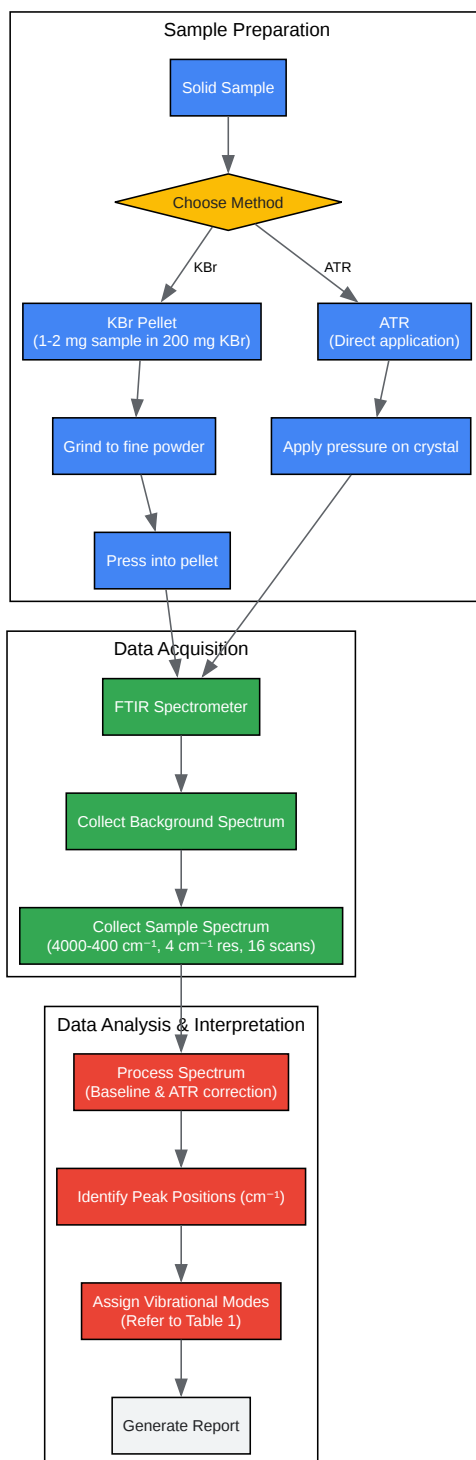 Sample Preparation
Solid Sample
Choose Method
KBr
ATR
KBr Pellet
(1-2 mg sample in 200 mg KBr)
ATR
(Direct application)
Grind to fine powder
Apply pressure on crystal
Press into pellet
Data Acquisition
FTIR Spectrometer
Collect Background Spectrum
Collect Sample Spectrum
(4000-400 cm⁻¹, 4 cm⁻¹ res, 16 scans)
Data Analysis & Interpretation
Process Spectrum
(Baseline & ATR correction)
Identify Peak Positions (cm⁻¹)
Assign Vibrational Modes
(Refer to Table 1)
Generate Report